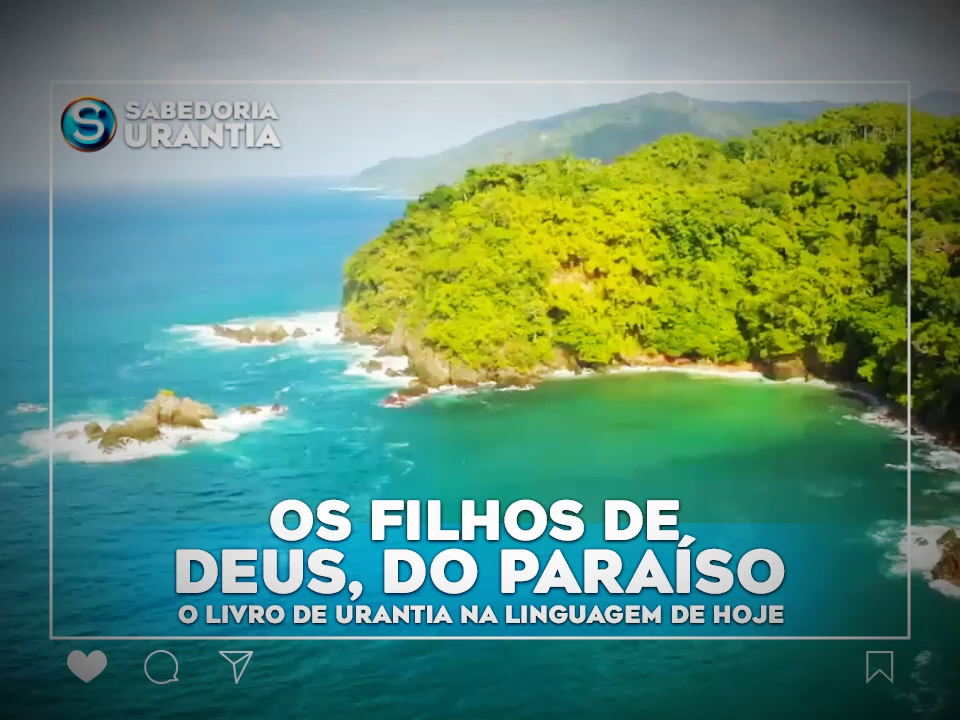 SABEDORIA
URANTIA
OS FILHOS DE
DEUS, DO PARAÍSO
O LIVRO DE URANTIA NA LINGUAGEM DE HOJE